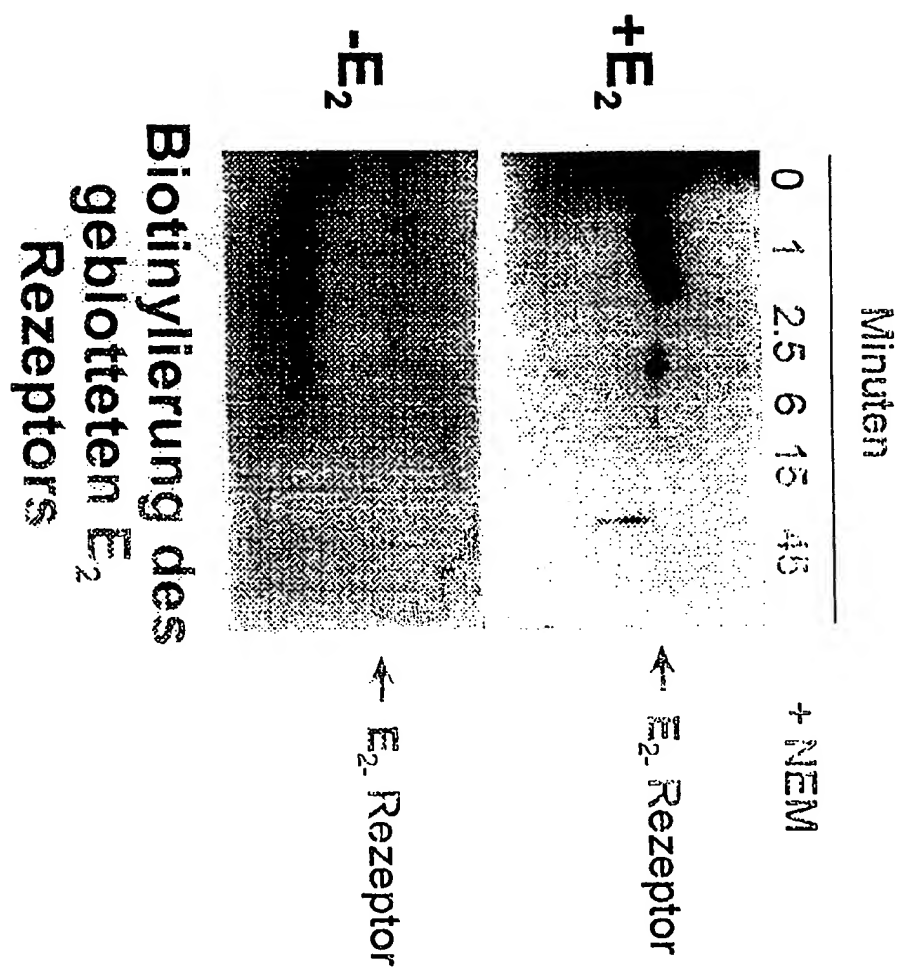 Minuten
0 1 2.5 6 15 45 + NEM
+E₂
← E₂- Rezeptor
-E₂
← E₂- Rezeptor
Biotinylierung des
geblotteten E₂
Rezeptors